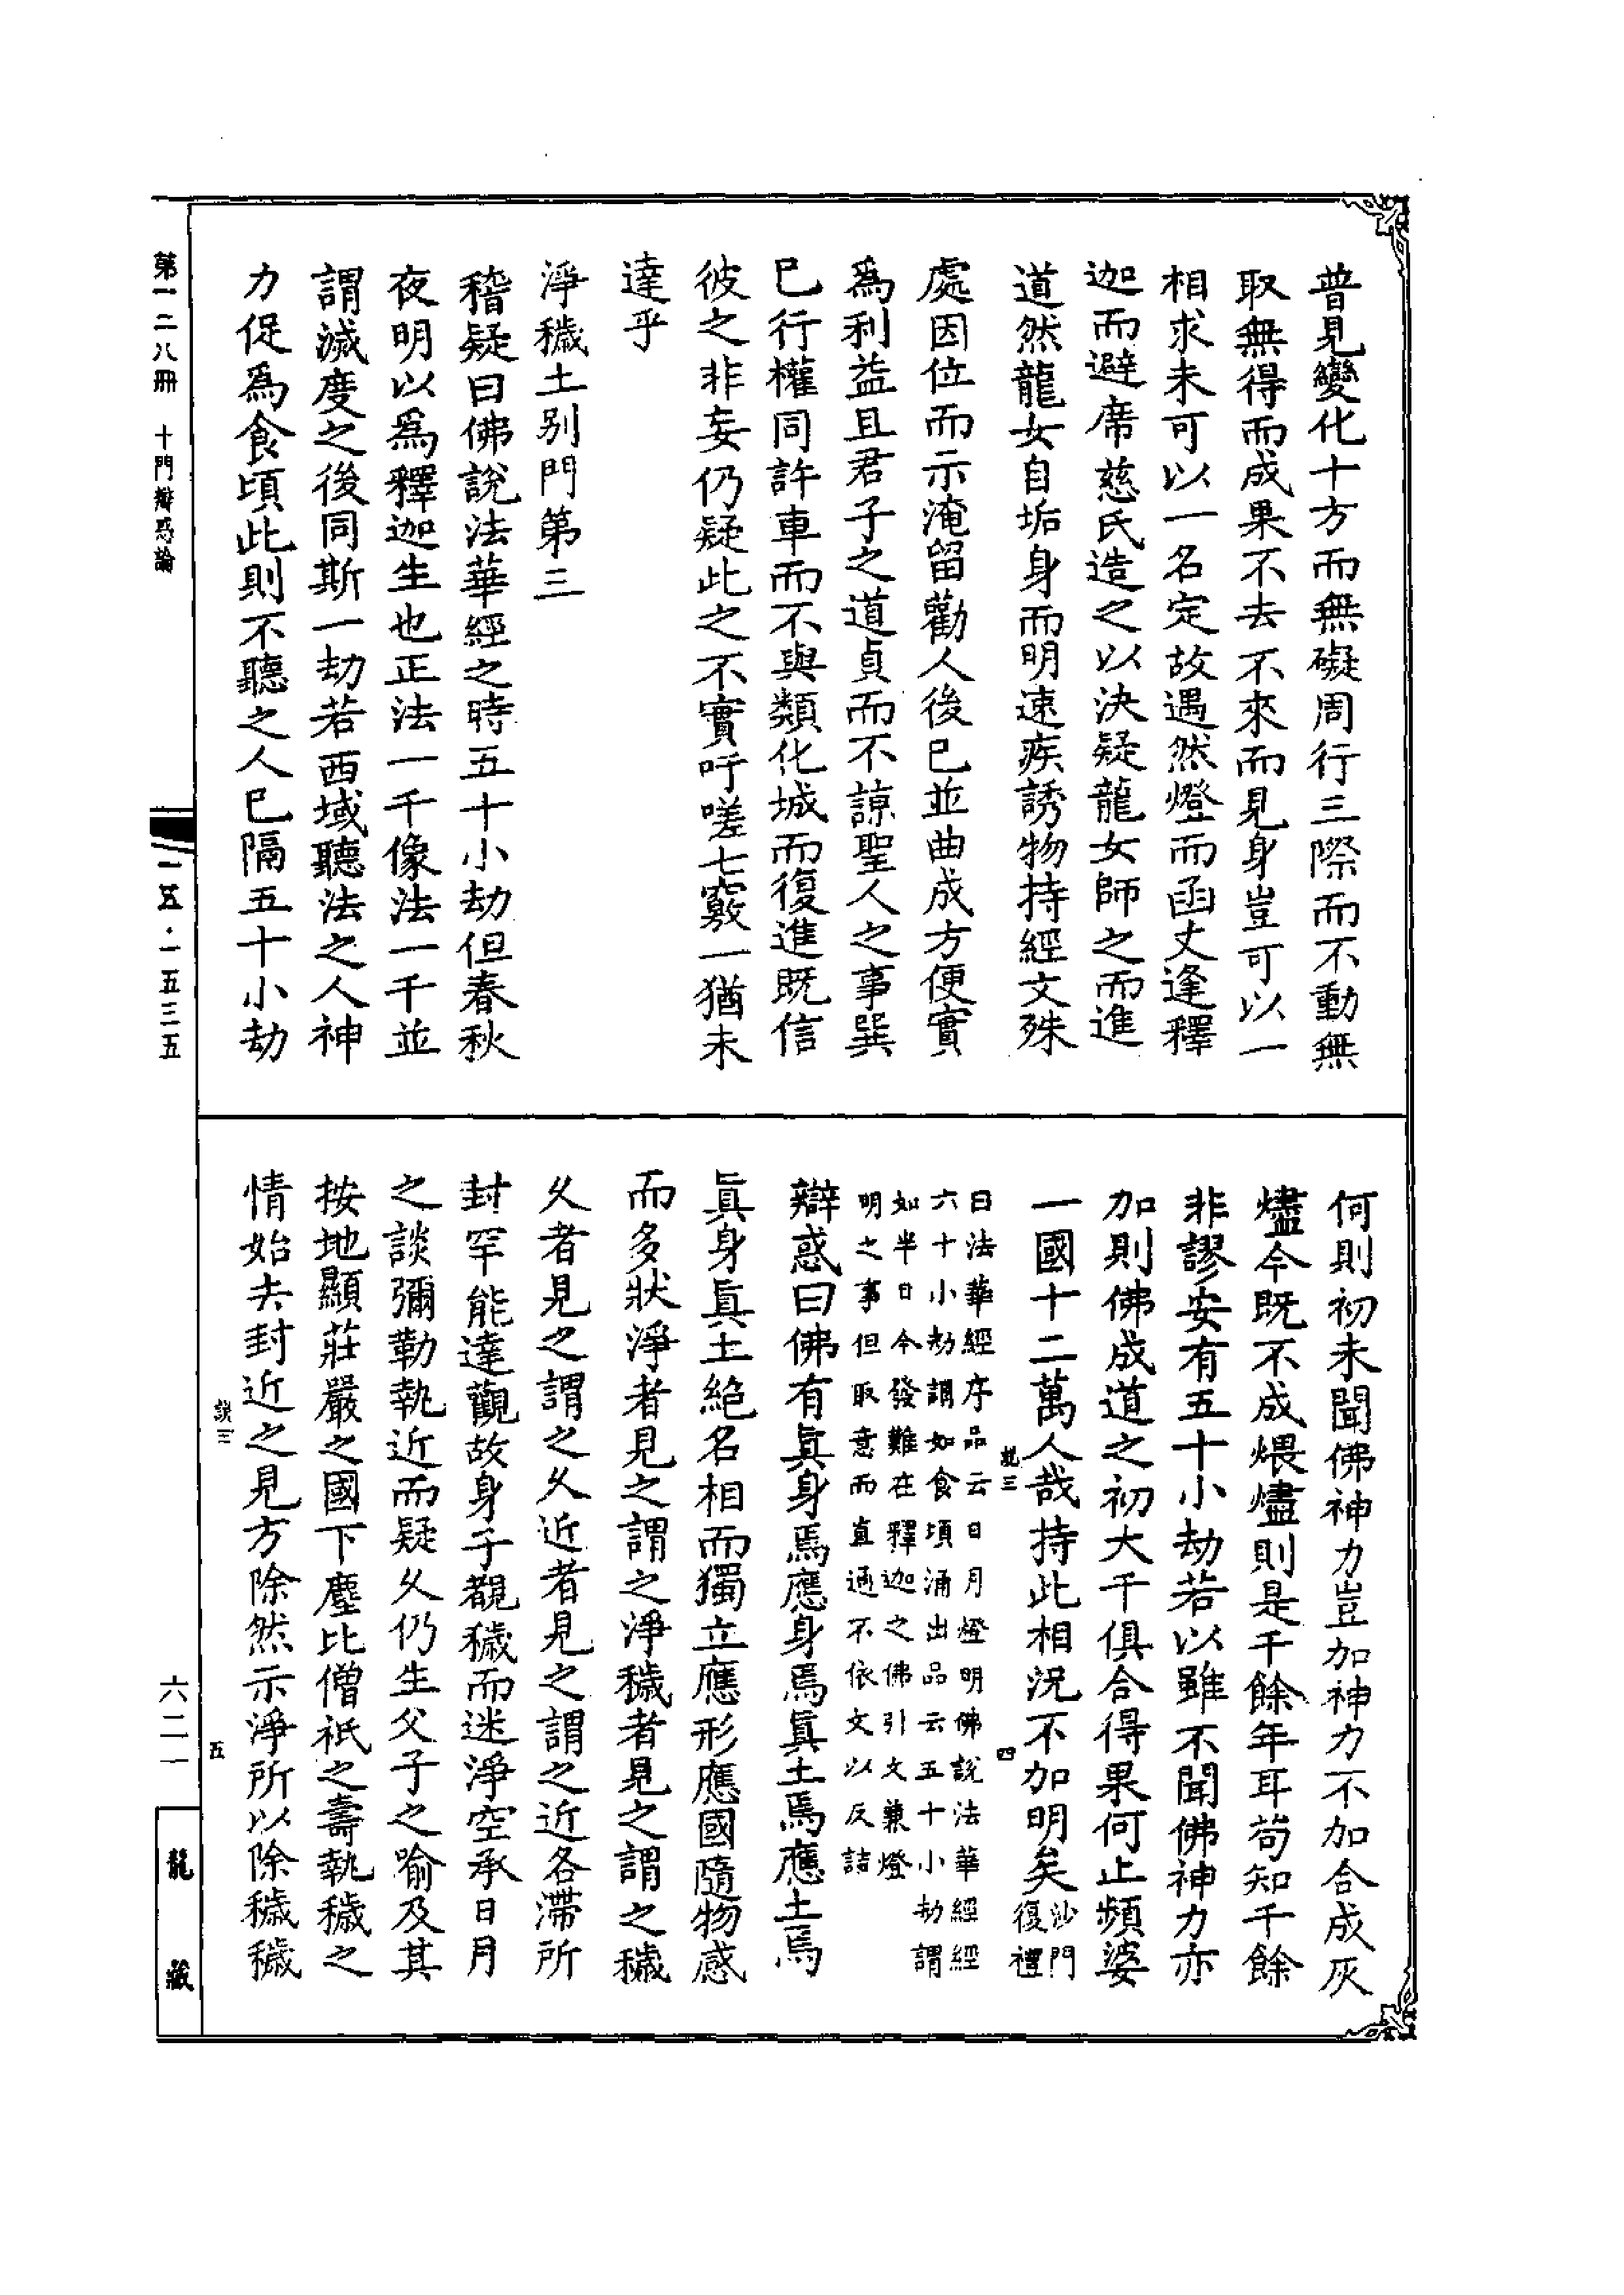 普見變化十方而無礙周行三際而不動無
取無得而成果不去不來而見身豈可以一
相求未可以一名定故遇然燈而函丈逢釋
迦而避席慈氏造之以決疑龍女師之而進
道然龍女自垢身而明速疾誘物持經文殊
處因位而示淹留勸人後已並曲成方便實
爲利益且君子之道貞而不諒聖人之事巽
已行權同許車而不與類化城而復進既信
彼之非妄仍疑此之不實吁嗟七竅一猶未
達乎
淨穢土別門第三
稽疑曰佛說法華經之時五十小劫但春秋
夜明以爲釋迦生也正法一千像法一千並
謂滅度之後同斯一劫若西域聽法之人神
力促爲食頃此則不聽之人已隔五十小劫
何則初未聞佛神力豈加神力不加合成灰
燼今既不成煨燼則是千餘年耳苟知千餘
非謬安有五十小劫若以雖不聞佛神力亦
加則佛成道之初大千俱合得果何止頻婆
一國十二萬人哉持此相況不加明矣沙門
復禮
曰法華經序品云日月燈明佛說法華經經
六十小劫謂如食頃涌出品云五十小劫謂
如半日今發難在釋迦之佛引文兼燈
明之事但取意而直通不依文以反詰
辯惑曰佛有眞身焉應身焉眞土焉應土焉
眞身眞土絕名相而獨立應形應國隨物感
而多狀淨者見之謂之淨穢者見之謂之穢
久者見之謂之久近者見之謂之近各滯所
封罕能達觀故身子覩穢而迷淨空承日月
之談彌勒執近而疑久仍生父子之喻及其
按地顯莊嚴之國下塵比僧祇之壽執穢之
情始去封近之見方除然示淨所以除穢穢
說三
四
說三
五
第一二八冊 十門辯惑論
一五·一五三五
六二一
龍藏